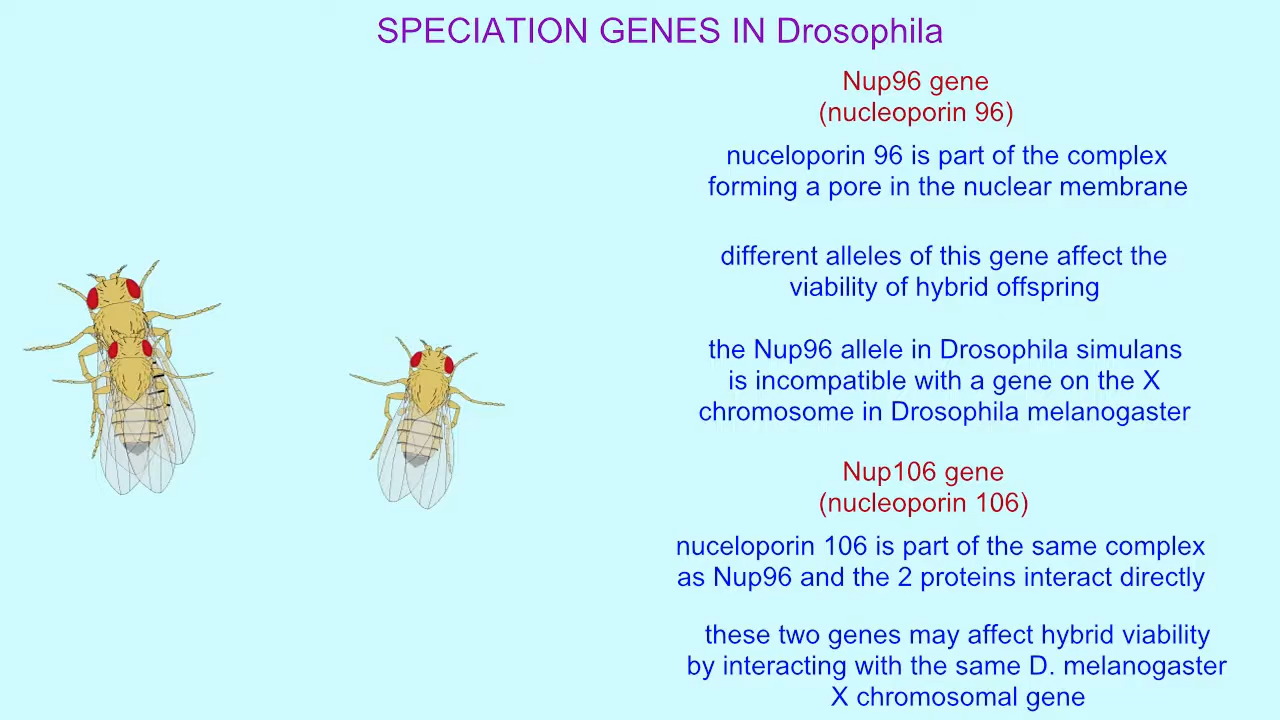 SPECIATION GENES IN Drosophila
Nup96 gene
(nucleoporin 96)
nuceloporin 96 is part of the complex
forming a pore in the nuclear membrane
different alleles of this gene affect the
viability of hybrid offspring
the Nup96 allele in Drosophila simulans
is incompatible with a gene on the X
chromosome in Drosophila melanogaster
Nup106 gene
(nucleoporin 106)
nuceloporin 106 is part of the same complex
as Nup96 and the 2 proteins interact directly
these two genes may affect hybrid viability
by interacting with the same D. melanogaster
X chromosomal gene